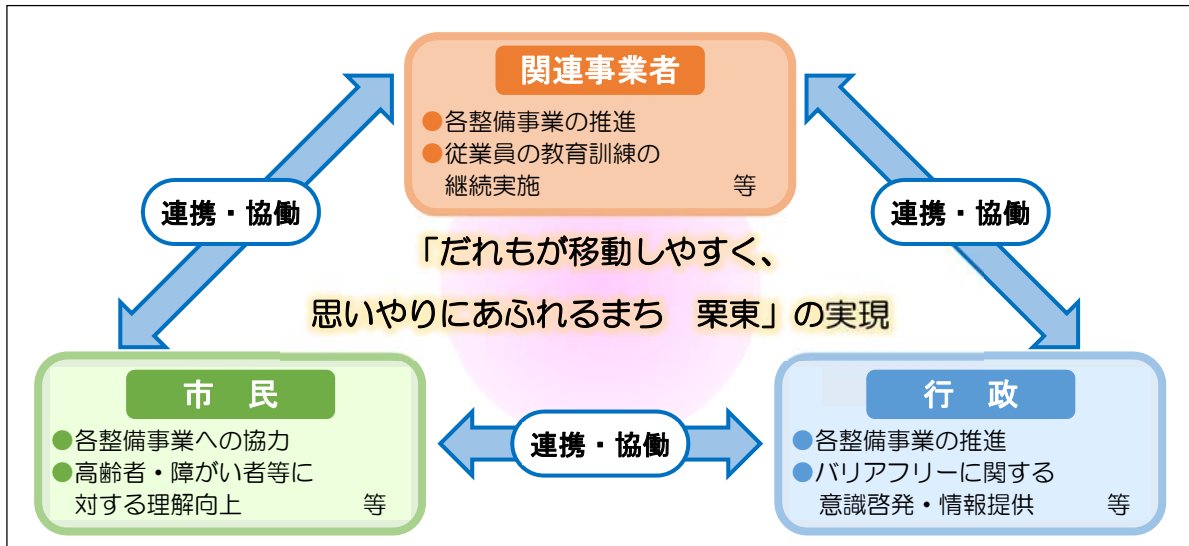 関連事業者
●各整備事業の推進
●従業員の教育訓練の
継続実施 等
連携・協働
連携・協働
「だれもが移動しやすく、
思いやりにあふれるまち 栗東」の実現
市 民
●各整備事業への協力
●高齢者・障がい者等に
対する理解向上 等
連携・協働
行 政
●各整備事業の推進
●バリアフリーに関する
意識啓発・情報提供 等